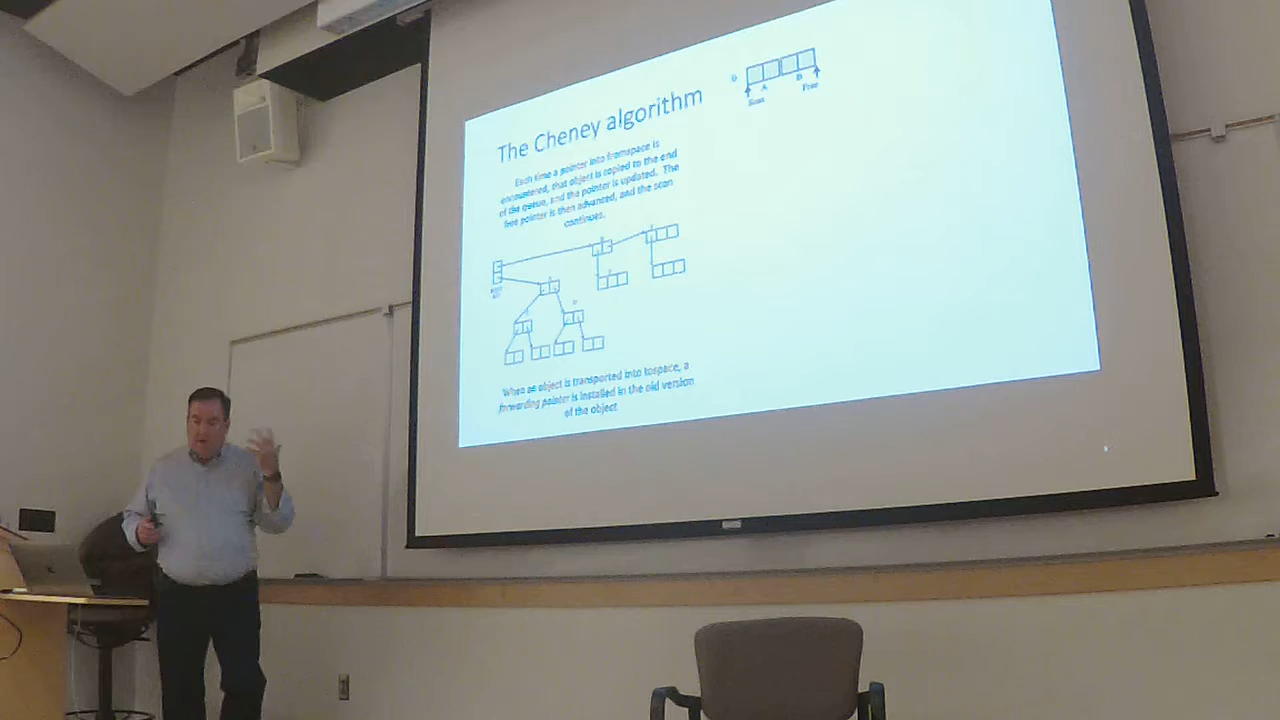 The Cheney algorithm
Each time a pointer into fromspace is
encountered, that object is copied to the end
of the queue, and the pointer is updated. The
free pointer is then advanced, and the scan
continues.
Scan
A
B
Free
When an object is transported into tospace, a
forwarding pointer is installed in the old version
of the object